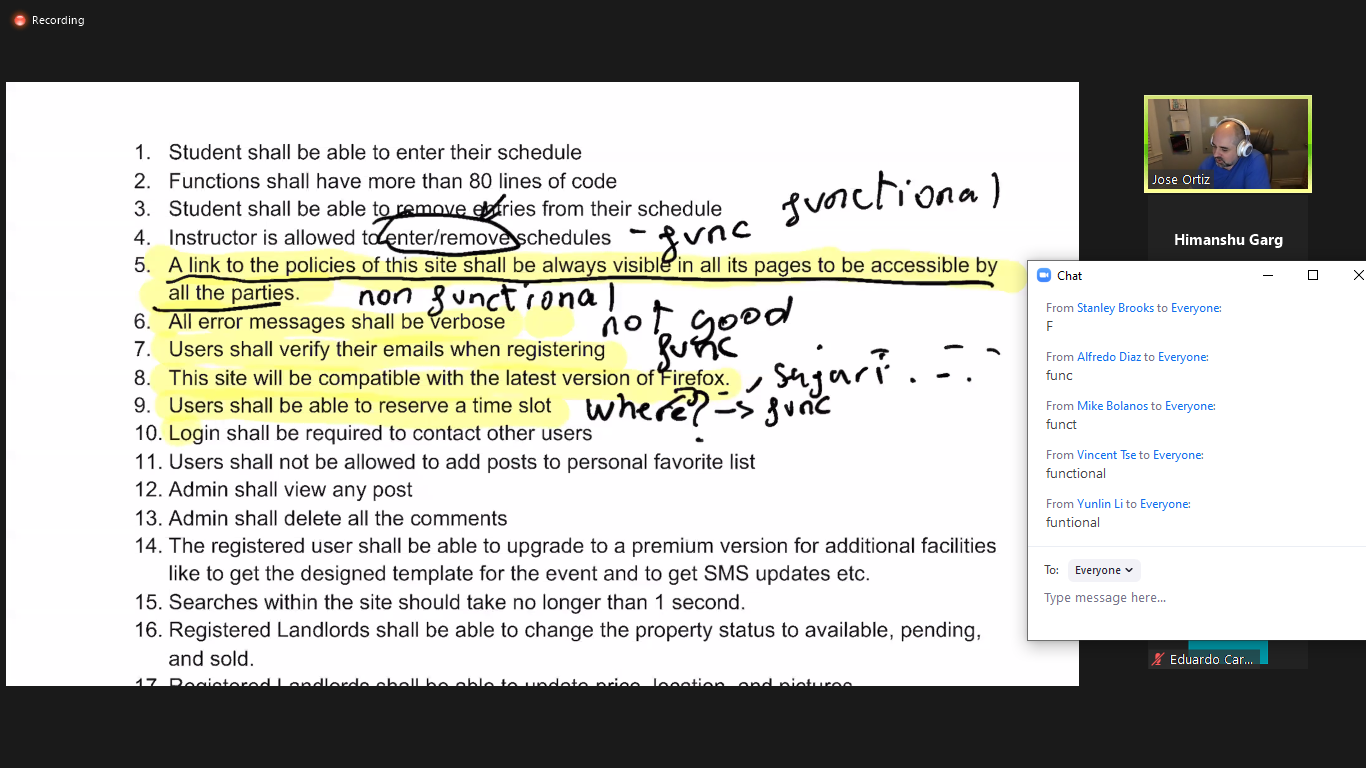 Recording
1. Student shall be able to enter their schedule
2. Functions shall have more than 80 lines of code
3. Student shall be able to remove entries from their schedule
functional
4. Instructor is allowed to enter/remove schedules - func
5. A link to the policies of this site shall be always visible in all its pages to be accessible by
all the parties.
non functional
6. All error messages shall be verbose
not good
7. Users shall verify their emails when registering
func
8. This site will be compatible with the latest version of Firefox.
, safari
9. Users shall be able to reserve a time slot
where? -> func
10. Login shall be required to contact other users
11. Users shall not be allowed to add posts to personal favorite list
12. Admin shall view any post
13. Admin shall delete all the comments
14. The registered user shall be able to upgrade to a premium version for additional facilities
like to get the designed template for the event and to get SMS updates etc.
15. Searches within the site should take no longer than 1 second.
16. Registered Landlords shall be able to change the property status to available, pending,
and sold.
17. Registered Landlords shall be able to update price, location, and pictures
Jose Ortiz
Himanshu Garg
Chat
From Stanley Brooks to Everyone:
F
From Alfredo Diaz to Everyone:
func
From Mike Bolanos to Everyone:
funct
From Vincent Tse to Everyone:
functional
From Yunlin Li to Everyone:
funtional
To: Everyone
Type message here...
Eduardo Car...